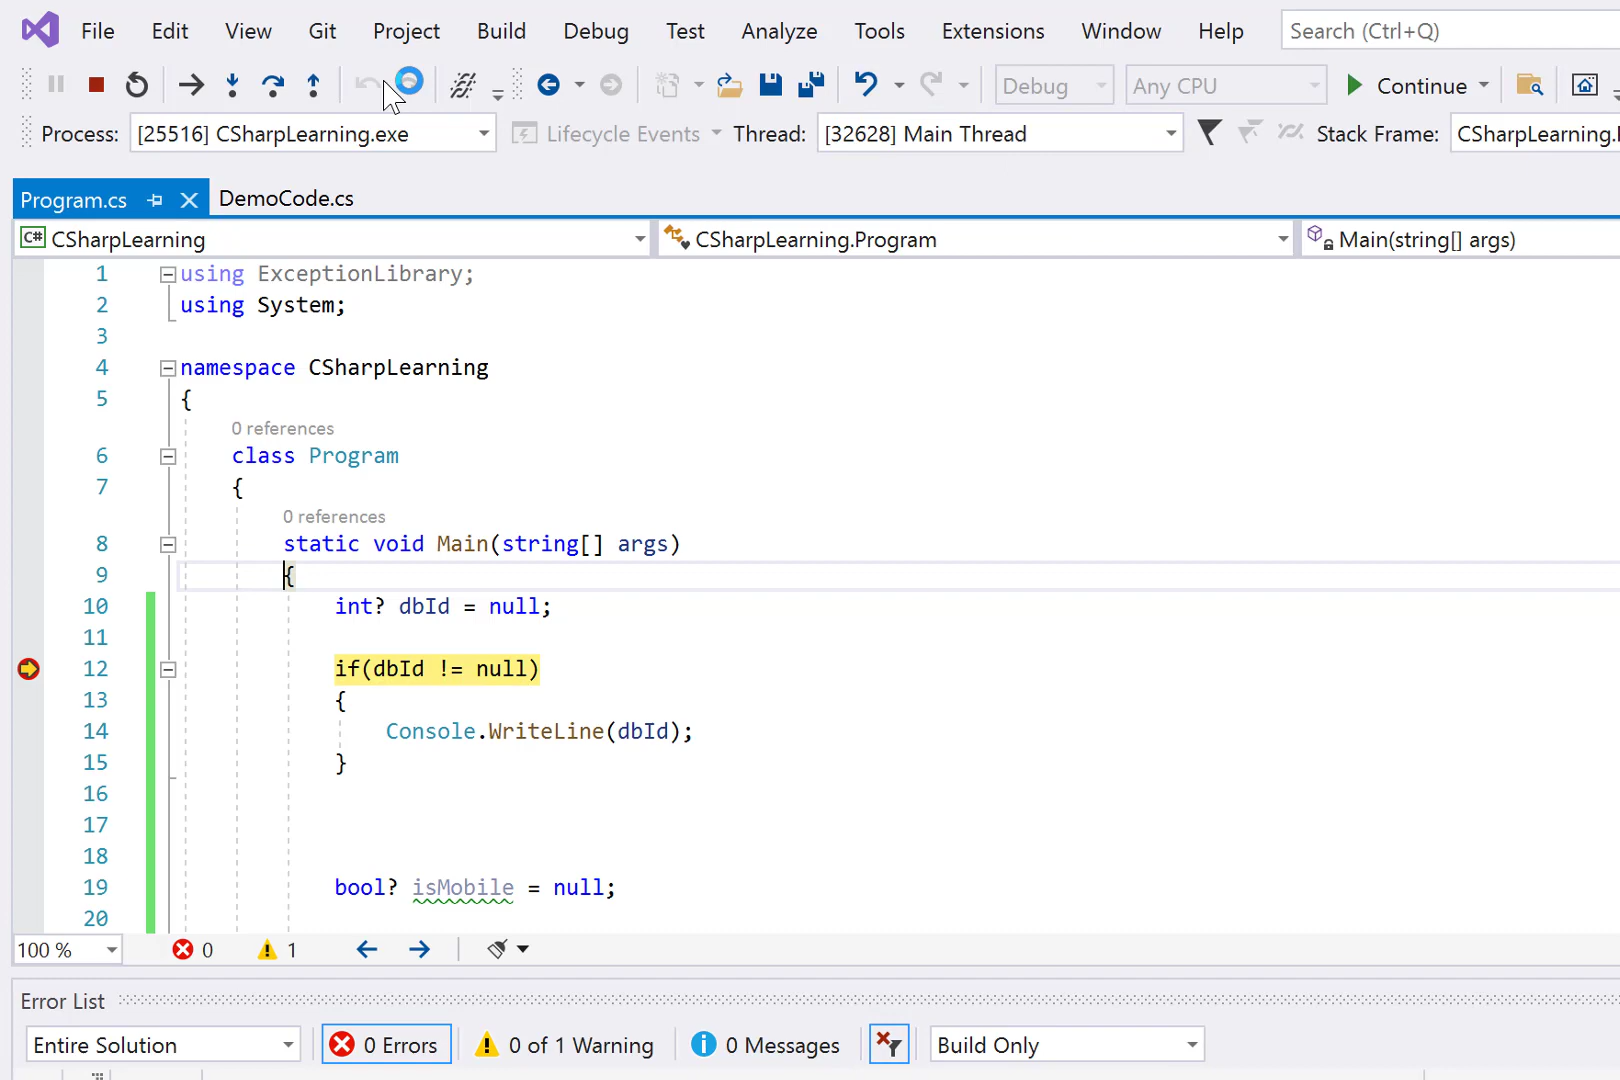 File Edit View Git Project Build Debug Test Analyze Tools Extensions Window Help Search (Ctrl+Q)
Debug Any CPU Continue
Process: [25516] CSharpLearning.exe Lifecycle Events Thread: [32628] Main Thread Stack Frame: CSharpLearning.
Program.cs DemoCode.cs
C# CSharpLearning CSharpLearning.Program Main(string[] args)
1 using ExceptionLibrary;
2 using System;
3
4 namespace CSharpLearning
5 {
0 references
6 class Program
7 {
0 references
8 static void Main(string[] args)
9 {
10 int? dbId = null;
11
12 if(dbId != null)
13 {
14 Console.WriteLine(dbId);
15 }
16
17
18
19 bool? isMobile = null;
20
100 % 0 1
Error List
Entire Solution 0 Errors 0 of 1 Warning 0 Messages Build Only